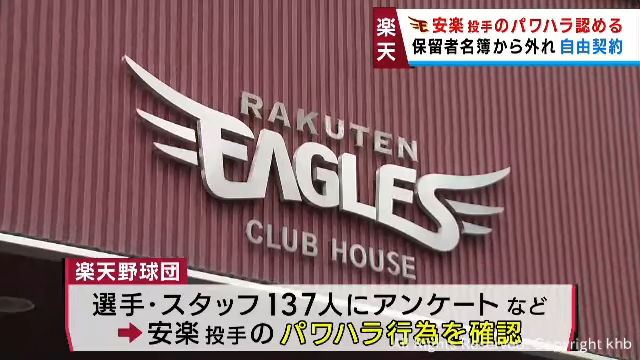 楽天
安楽投手のパワハラ認める
保留者名簿から外れ 自由契約
RAKUTEN
EAGLES
CLUB HOUSE
楽天野球団
選手・スタッフ137人にアンケート など
➡安楽投手の パワハラ行為を確認
All Rights Reserved. Copyright khb